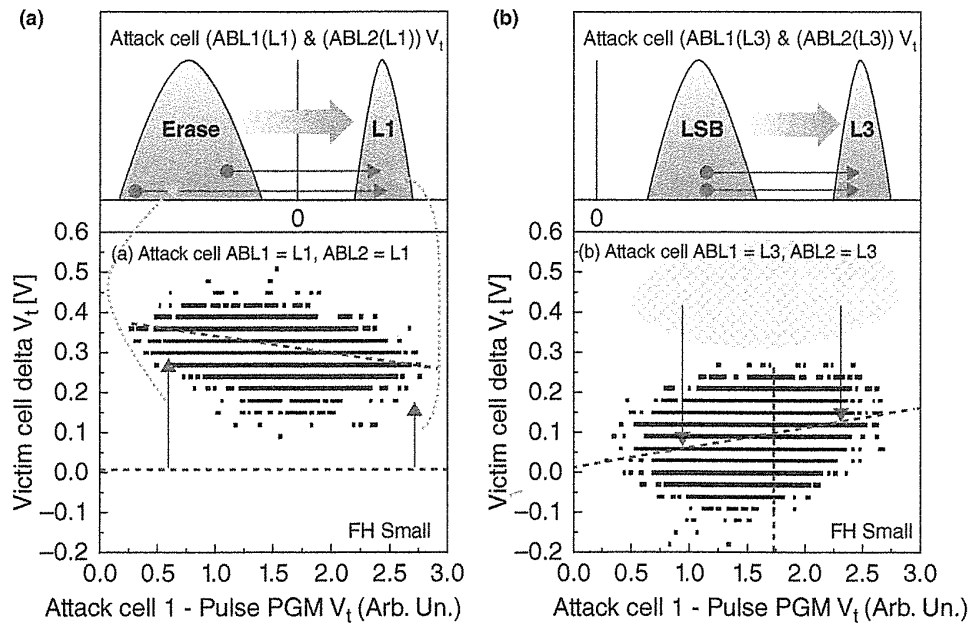 (a)
Attack cell (ABL1(L1) & (ABL2(L1)) Vt
Erase
L1
0
(a) Attack cell ABL1 = L1, ABL2 = L1
Victim cell delta Vt [V]
0.6
0.5
0.4
0.3
0.2
0.1
0.0
–0.1
–0.2
FH Small
0.0 0.5 1.0 1.5 2.0 2.5 3.0
Attack cell 1 - Pulse PGM Vt (Arb. Un.)
(b)
Attack cell (ABL1(L3) & (ABL2(L3)) Vt
LSB
L3
0
(b) Attack cell ABL1 = L3, ABL2 = L3
Victim cell delta Vt [V]
0.6
0.5
0.4
0.3
0.2
0.1
0.0
–0.1
–0.2
FH Small
0.0 0.5 1.0 1.5 2.0 2.5 3.0
Attack cell 1 - Pulse PGM Vt (Arb. Un.)